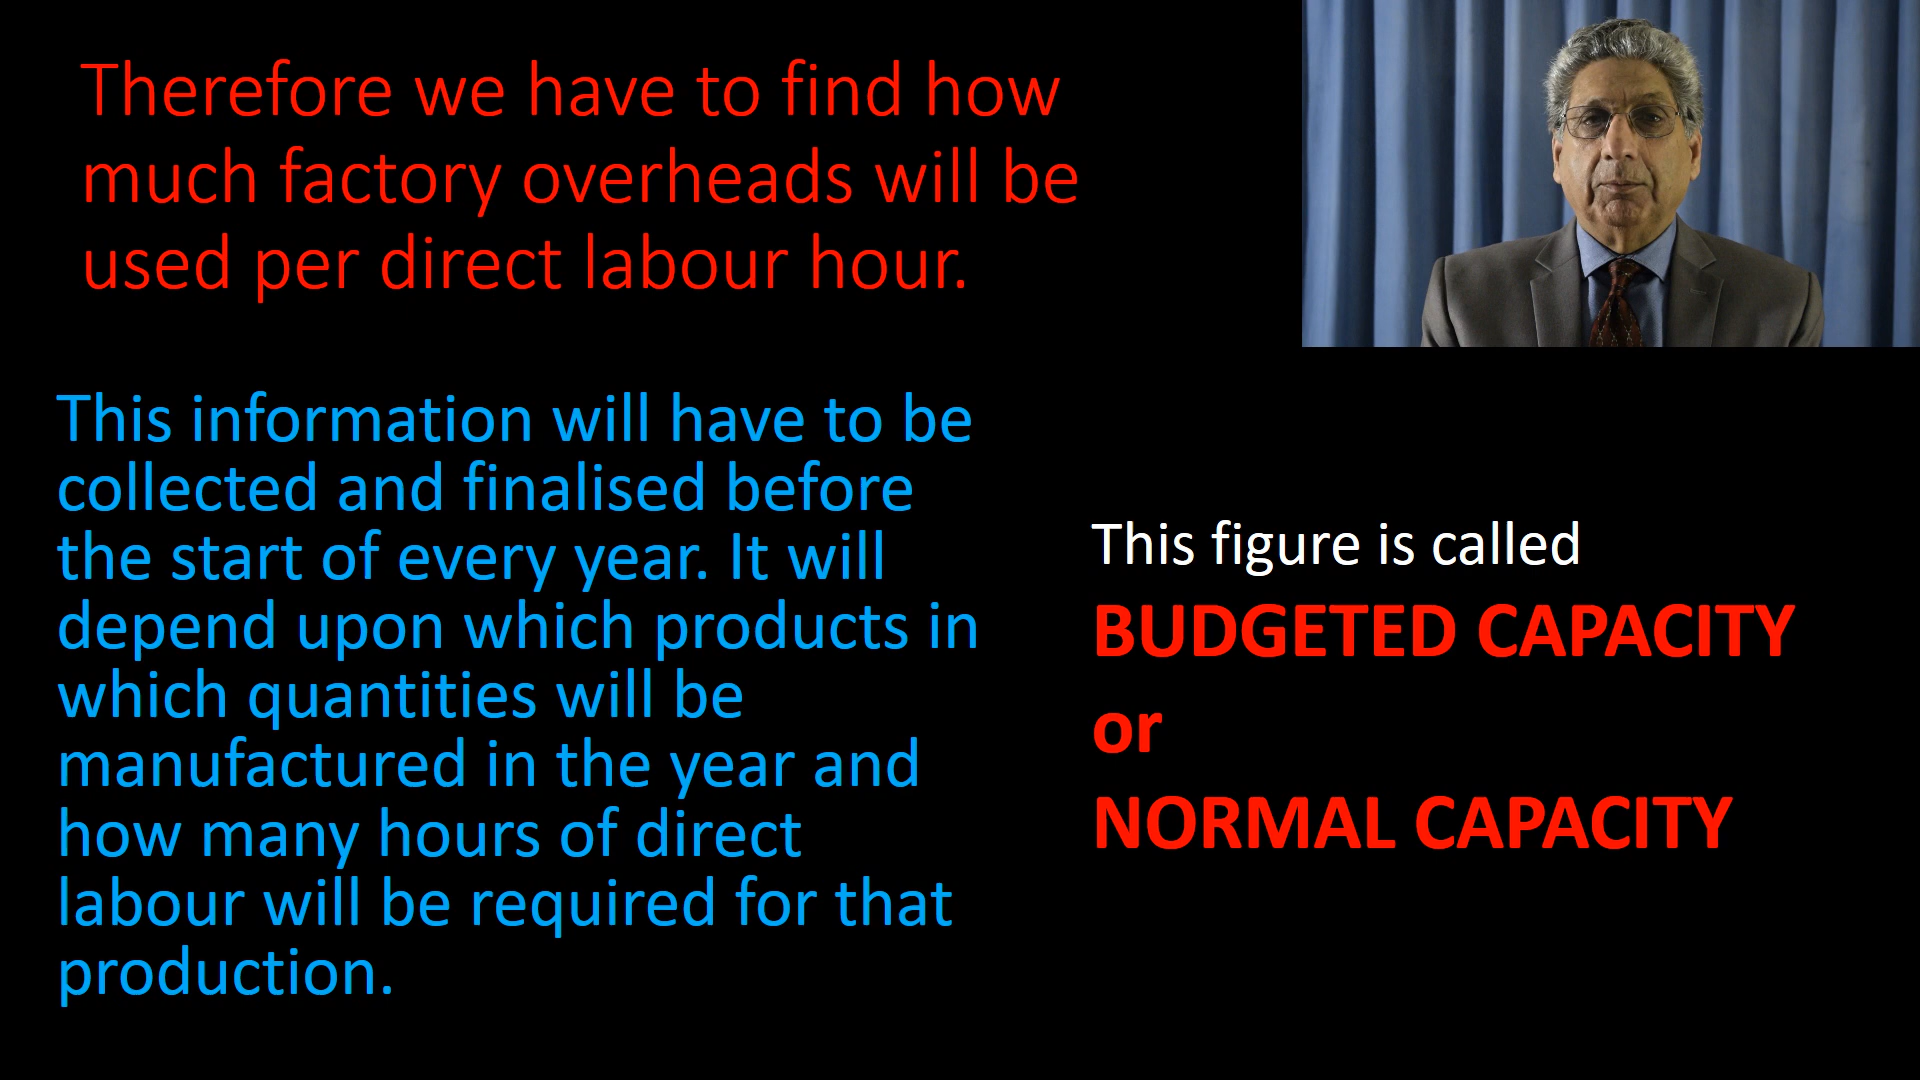 Therefore we have to find how
much factory overheads will be
used per direct labour hour.
This information will have to be
collected and finalised before
the start of every year. It will
depend upon which products in
which quantities will be
manufactured in the year and
how many hours of direct
labour will be required for that
production.
This figure is called
BUDGETED CAPACITY
or
NORMAL CAPACITY